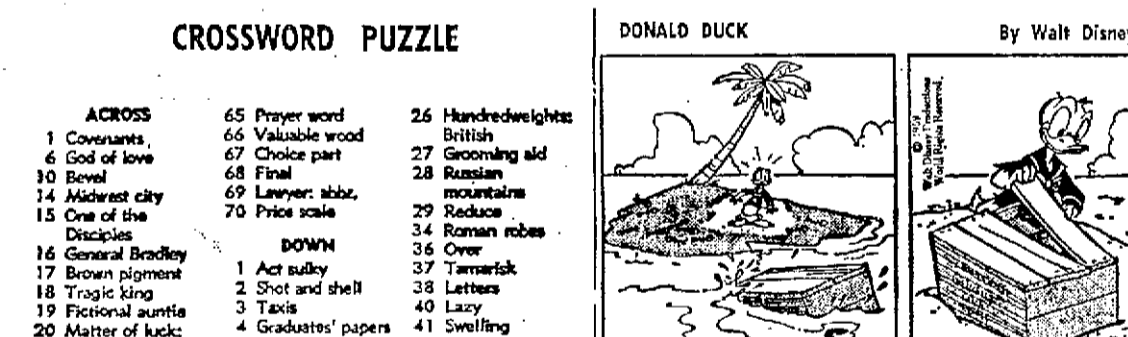 CROSSWORD PUZZLE
ACROSS
1 Covenants
6 God of love
10 Bevel
14 Midwest city
15 One of the
Disciples
16 General Bradley
17 Brown pigment
18 Tragic king
19 Fictional auntie
20 Matter of luck:
65 Prayer word
66 Valuable wood
67 Choice part
68 Final
69 Lawyer: abbr.
70 Price scale
DOWN
1 Act sulky
2 Shot and shell
3 Taxis
4 Graduates' papers
26 Hundredweights:
British
27 Grooming aid
28 Russian
mountains
29 Reduce
34 Roman robes
36 Over
37 Tamarisk
38 Letters
40 Lazy
41 Swelling
DONALD DUCK
By Walt Disney
Walt Disney Productions
World Rights Reserved.